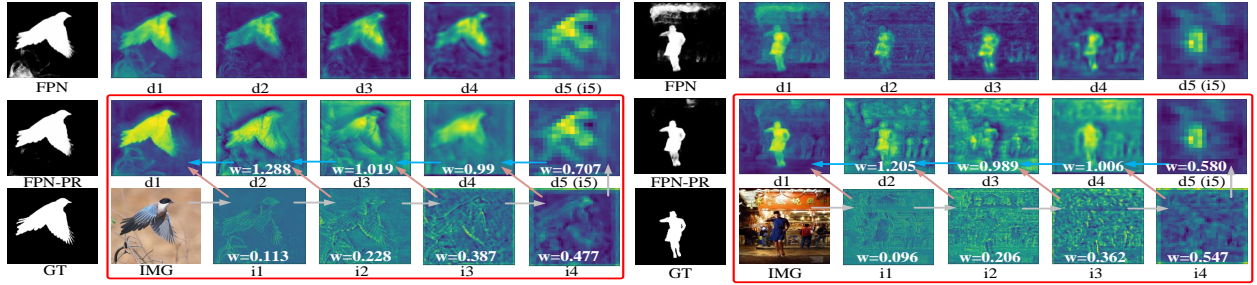 FPN d1 d2 d3 d4 d5 (i5) FPN d1 d2 d3 d4 d5 (i5)
w=1.288 w=1.019 w=0.99 w=0.707 w=1.205 w=0.989 w=1.006 w=0.580
FPN-PR d1 d2 d3 d4 d5 (i5) FPN-PR d1 d2 d3 d4 d5 (i5)
w=0.113 w=0.228 w=0.387 w=0.477 w=0.096 w=0.206 w=0.362 w=0.547
GT IMG i1 i2 i3 i4 GT IMG i1 i2 i3 i4